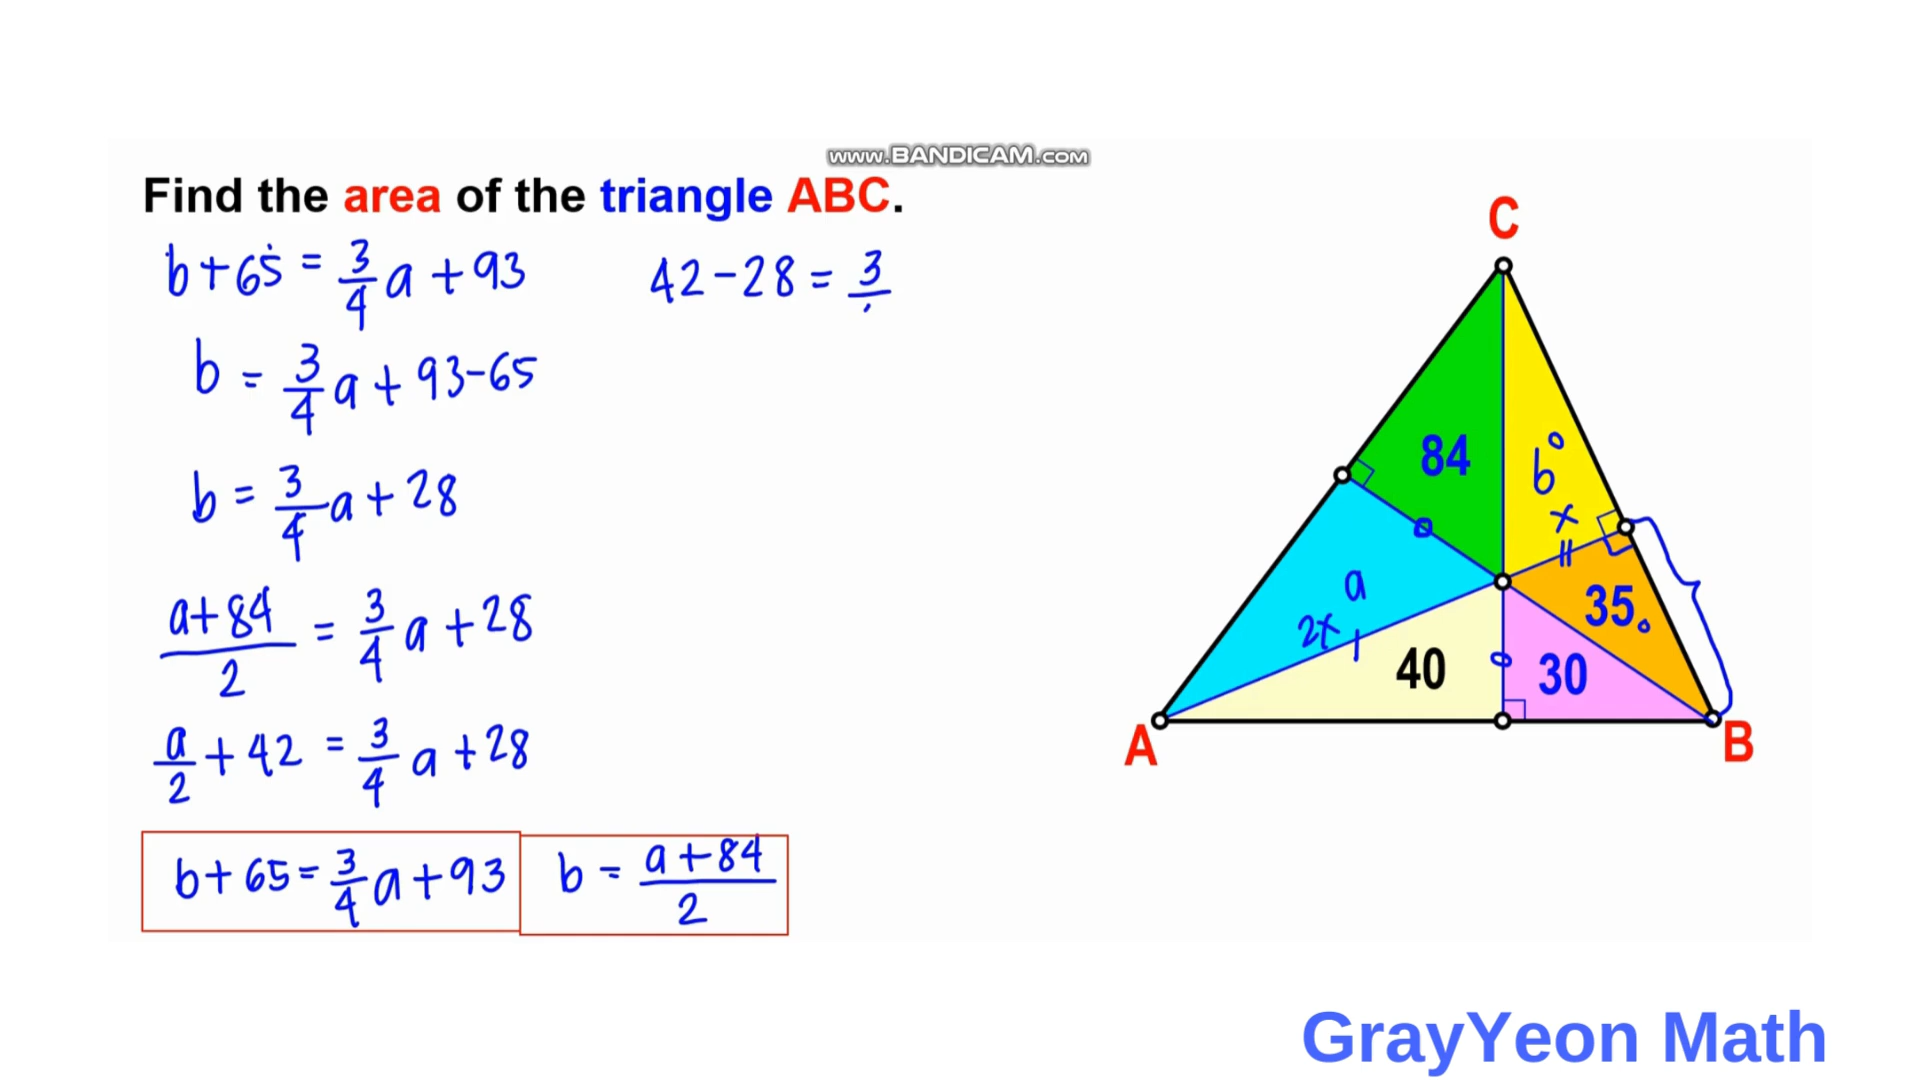 www.BANDICAM.com
Find the area of the triangle ABC.
b+65 = 3/4 a + 93
b = 3/4 a + 93-65
b = 3/4 a + 28
a+84/2 = 3/4 a + 28
a/2 + 42 = 3/4 a + 28
b+65 = 3/4 a + 93
b = a+84/2
42-28 = 3/
C
84
b
x
a
2x
35
40
30
A
B
GrayYeon Math